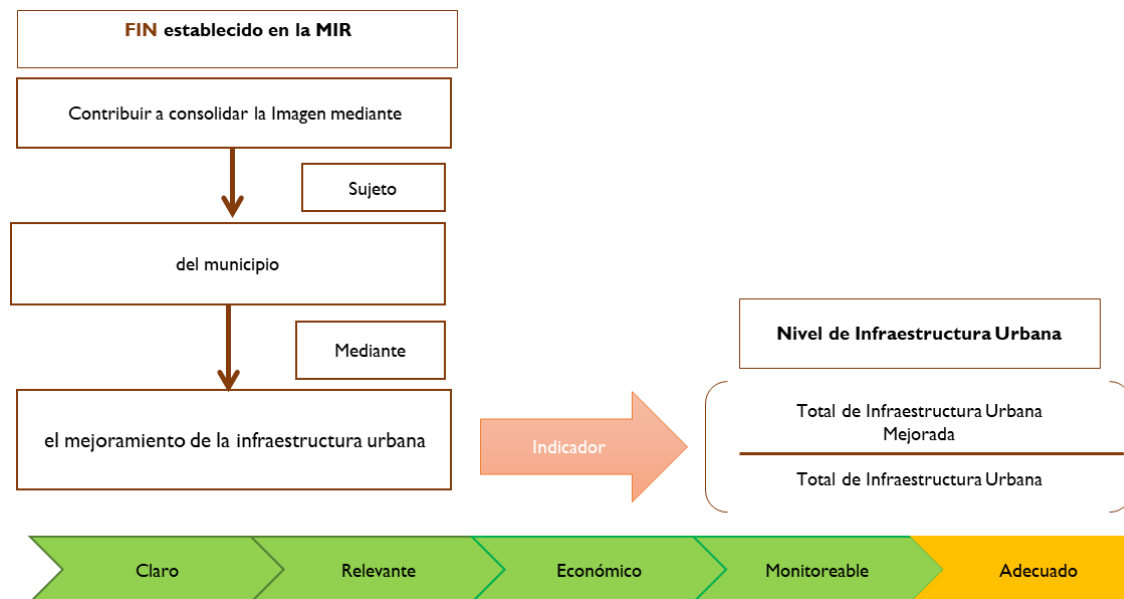 FIN establecido en la MIR
Contribuir a consolidar la Imagen mediante
Sujeto
del municipio
Mediante
el mejoramiento de la infraestructura urbana
Indicador
Nivel de Infraestructura Urbana
Total de Infraestructura Urbana
Mejorada
Total de Infraestructura Urbana
Claro
Relevante
Económico
Monitoreable
Adecuado